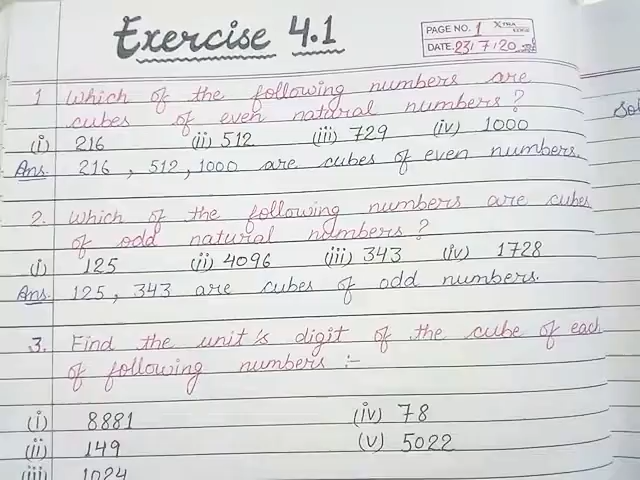 Exercise 4.1
PAGE NO. 1 XTRA
DATE: 23/7/20
1 Which of the following numbers are
cubes of even natural numbers?
(i) 216 (ii) 512 (iii) 729 (iv) 1000
Ans. 216, 512, 1000 are cubes of even numbers.
2. Which of the following numbers are cubes
of odd natural numbers?
(i) 125 (ii) 4096 (iii) 343 (iv) 1728
Ans. 125, 343 are cubes of odd numbers.
3. Find the unit's digit of the cube of each
of following numbers :-
(i) 8881 (iv) 78
(ii) 149 (v) 5022
(iii) 1024